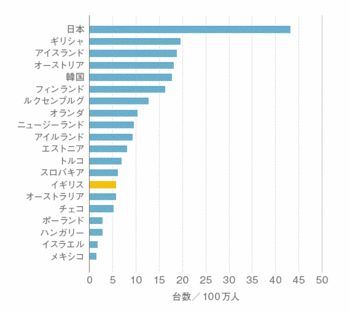 日本
ギリシャ
アイスランド
オーストリア
韓国
フィンランド
ルクセンブルグ
オランダ
ニュージーランド
アイルランド
エストニア
トルコ
スロバキア
イギリス
オーストラリア
チェコ
ポーランド
ハンガリー
イスラエル
メキシコ
0 5 10 15 20 25 30 35 40 45 50
台数／100万人